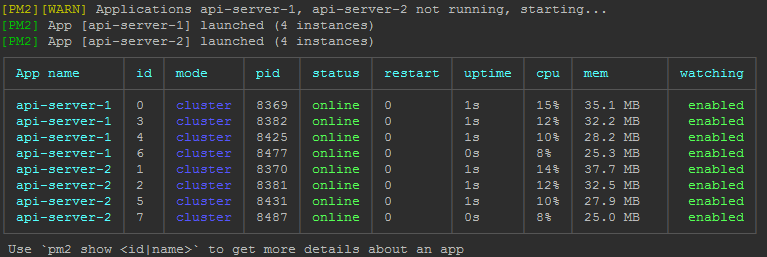 [PM2][WARN] Applications api-server-1, api-server-2 not running, starting...
[PM2] App [api-server-1] launched (4 instances)
[PM2] App [api-server-2] launched (4 instances)
App name id mode pid status restart uptime cpu mem watching
api-server-1 0 cluster 8369 online 0 1s 15% 35.1 MB enabled
api-server-1 3 cluster 8382 online 0 1s 12% 32.2 MB enabled
api-server-1 4 cluster 8425 online 0 1s 10% 28.2 MB enabled
api-server-1 6 cluster 8477 online 0 0s 8% 25.3 MB enabled
api-server-2 1 cluster 8370 online 0 1s 14% 37.7 MB enabled
api-server-2 2 cluster 8381 online 0 1s 12% 32.5 MB enabled
api-server-2 5 cluster 8431 online 0 1s 10% 27.9 MB enabled
api-server-2 7 cluster 8487 online 0 0s 8% 25.0 MB enabled
Use `pm2 show <id|name>` to get more details about an app